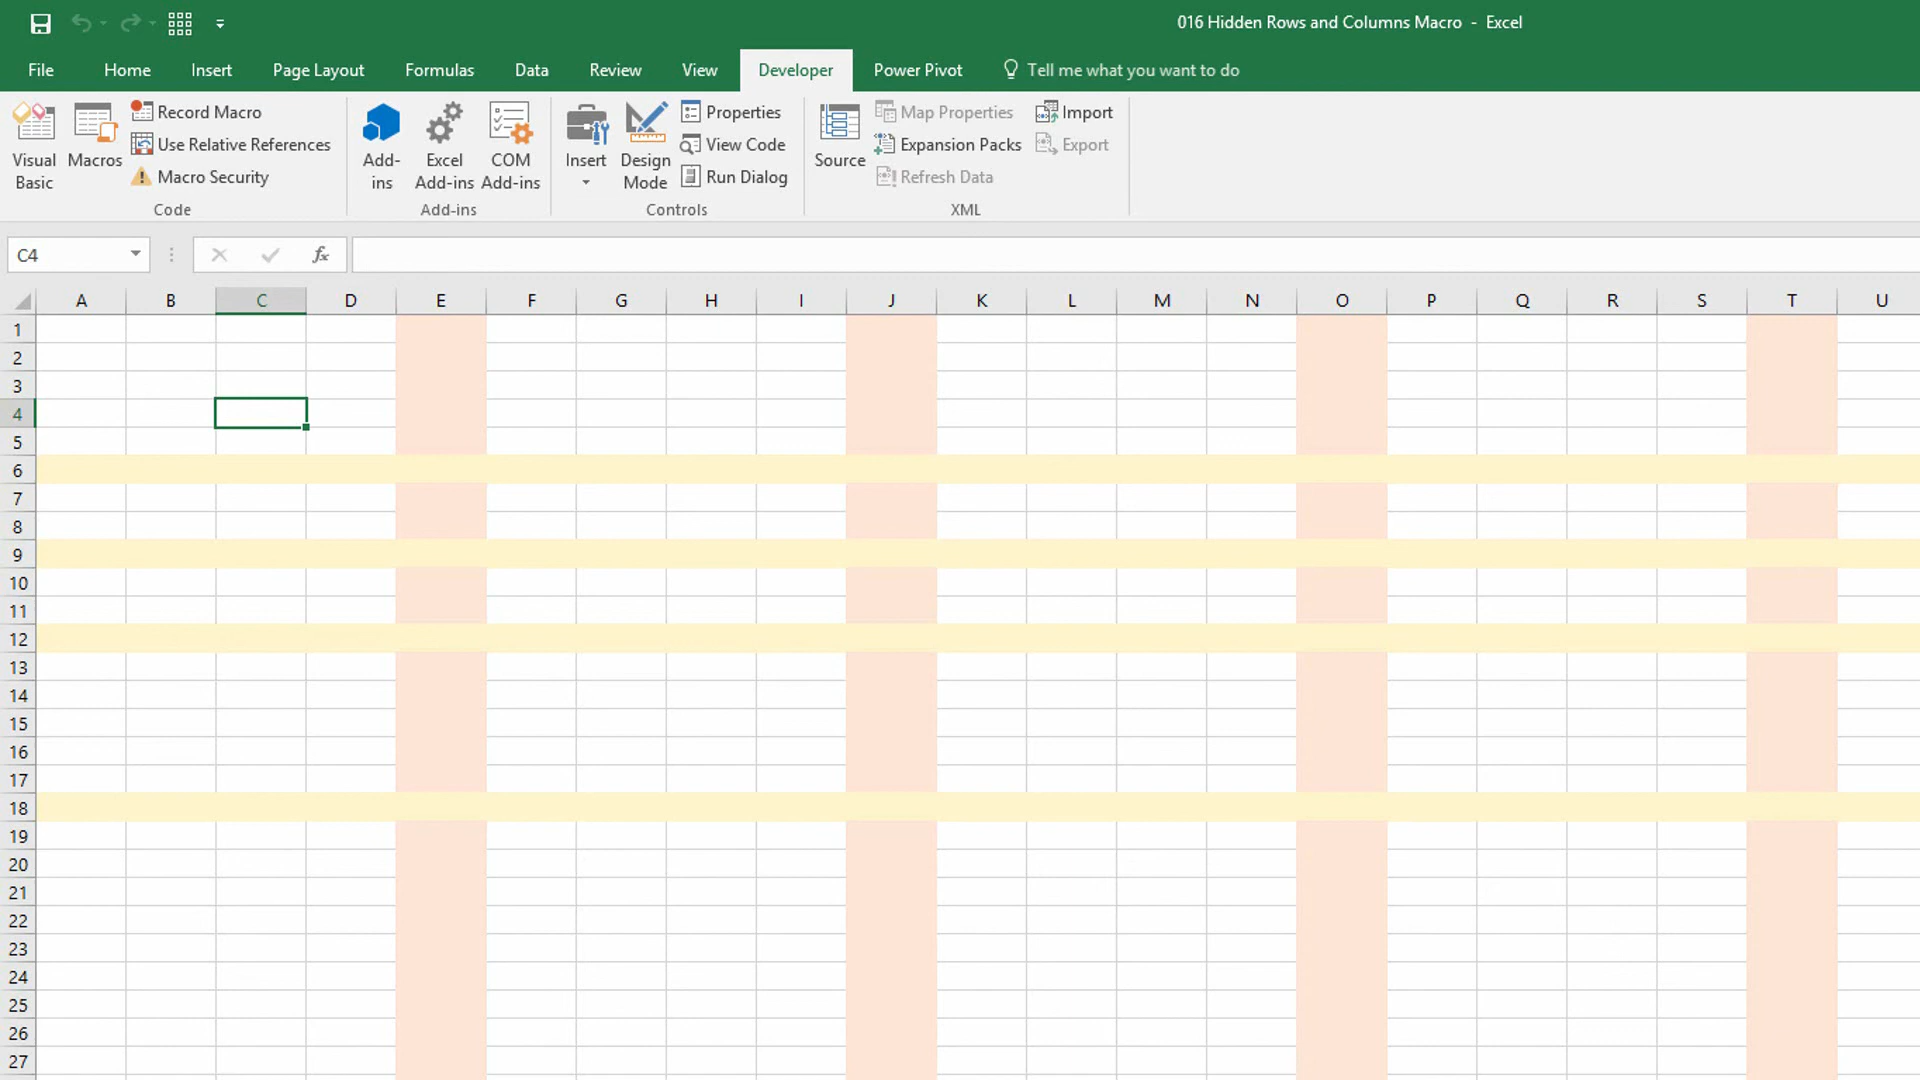 016 Hidden Rows and Columns Macro - Excel
File Home Insert Page Layout Formulas Data Review View Developer Power Pivot Tell me what you want to do
Visual Basic
Macros
Record Macro
Use Relative References
Macro Security
Code
Add-ins
Excel Add-ins
COM Add-ins
Add-ins
Insert
Design Mode
Properties
View Code
Run Dialog
Controls
Source
Map Properties
Expansion Packs
Refresh Data
Import
Export
XML
C4
fx
A B C D E F G H I J K L M N O P Q R S T U
1
2
3
4
5
6
7
8
9
10
11
12
13
14
15
16
17
18
19
20
21
22
23
24
25
26
27